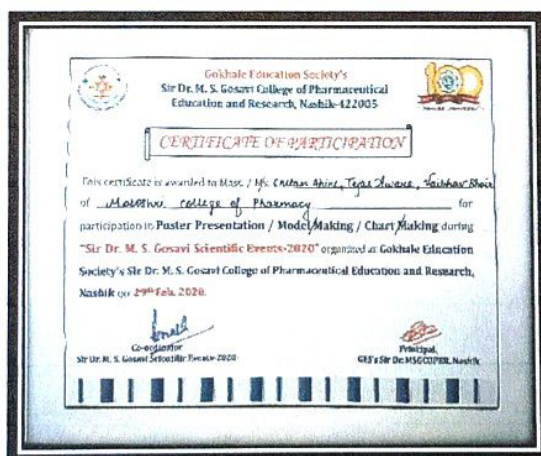 Gokhale Education Society's
Sir Dr. M. S. Gosavi College of Pharmaceutical
Education and Research, Nashik-422005
100
CERTIFICATE OF PARTICIPATION
This certificate is awarded to Mast. / Ms. Chetan Ahire, Tejas, Vaibhav
of College of Pharmacy for
participation in Poster Presentation / Model Making / Chart Making during
"Sir Dr. M. S. Gosavi Scientific Events-2020" organized at Gokhale Education
Society's Sir Dr. M. S. Gosavi College of Pharmaceutical Education and Research,
Nashik on 29th Feb. 2020.
Co-ordinator
Sir Dr. M. S. Gosavi Scientific Events-2020
Principal,
GES's Sir Dr. MSGCOPER, Nashik